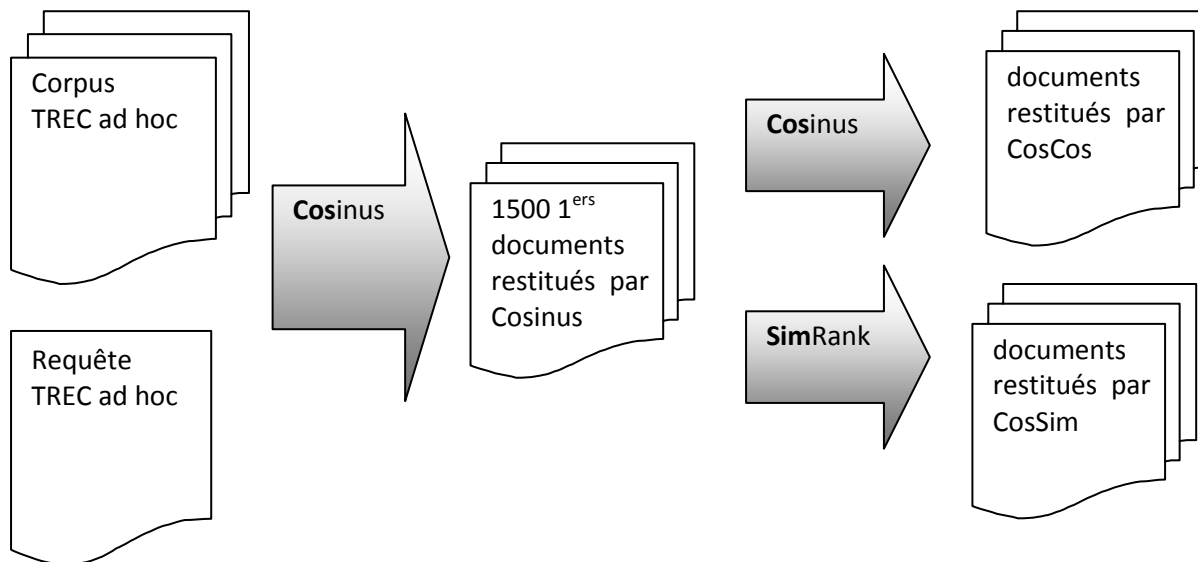 Corpus
TREC ad hoc
Requête
TREC ad hoc
Cosinus
1500 1ers
documents
restitués par
Cosinus
Cosinus
SimRank
documents
restitués par
CosCos
documents
restitués par
CosSim